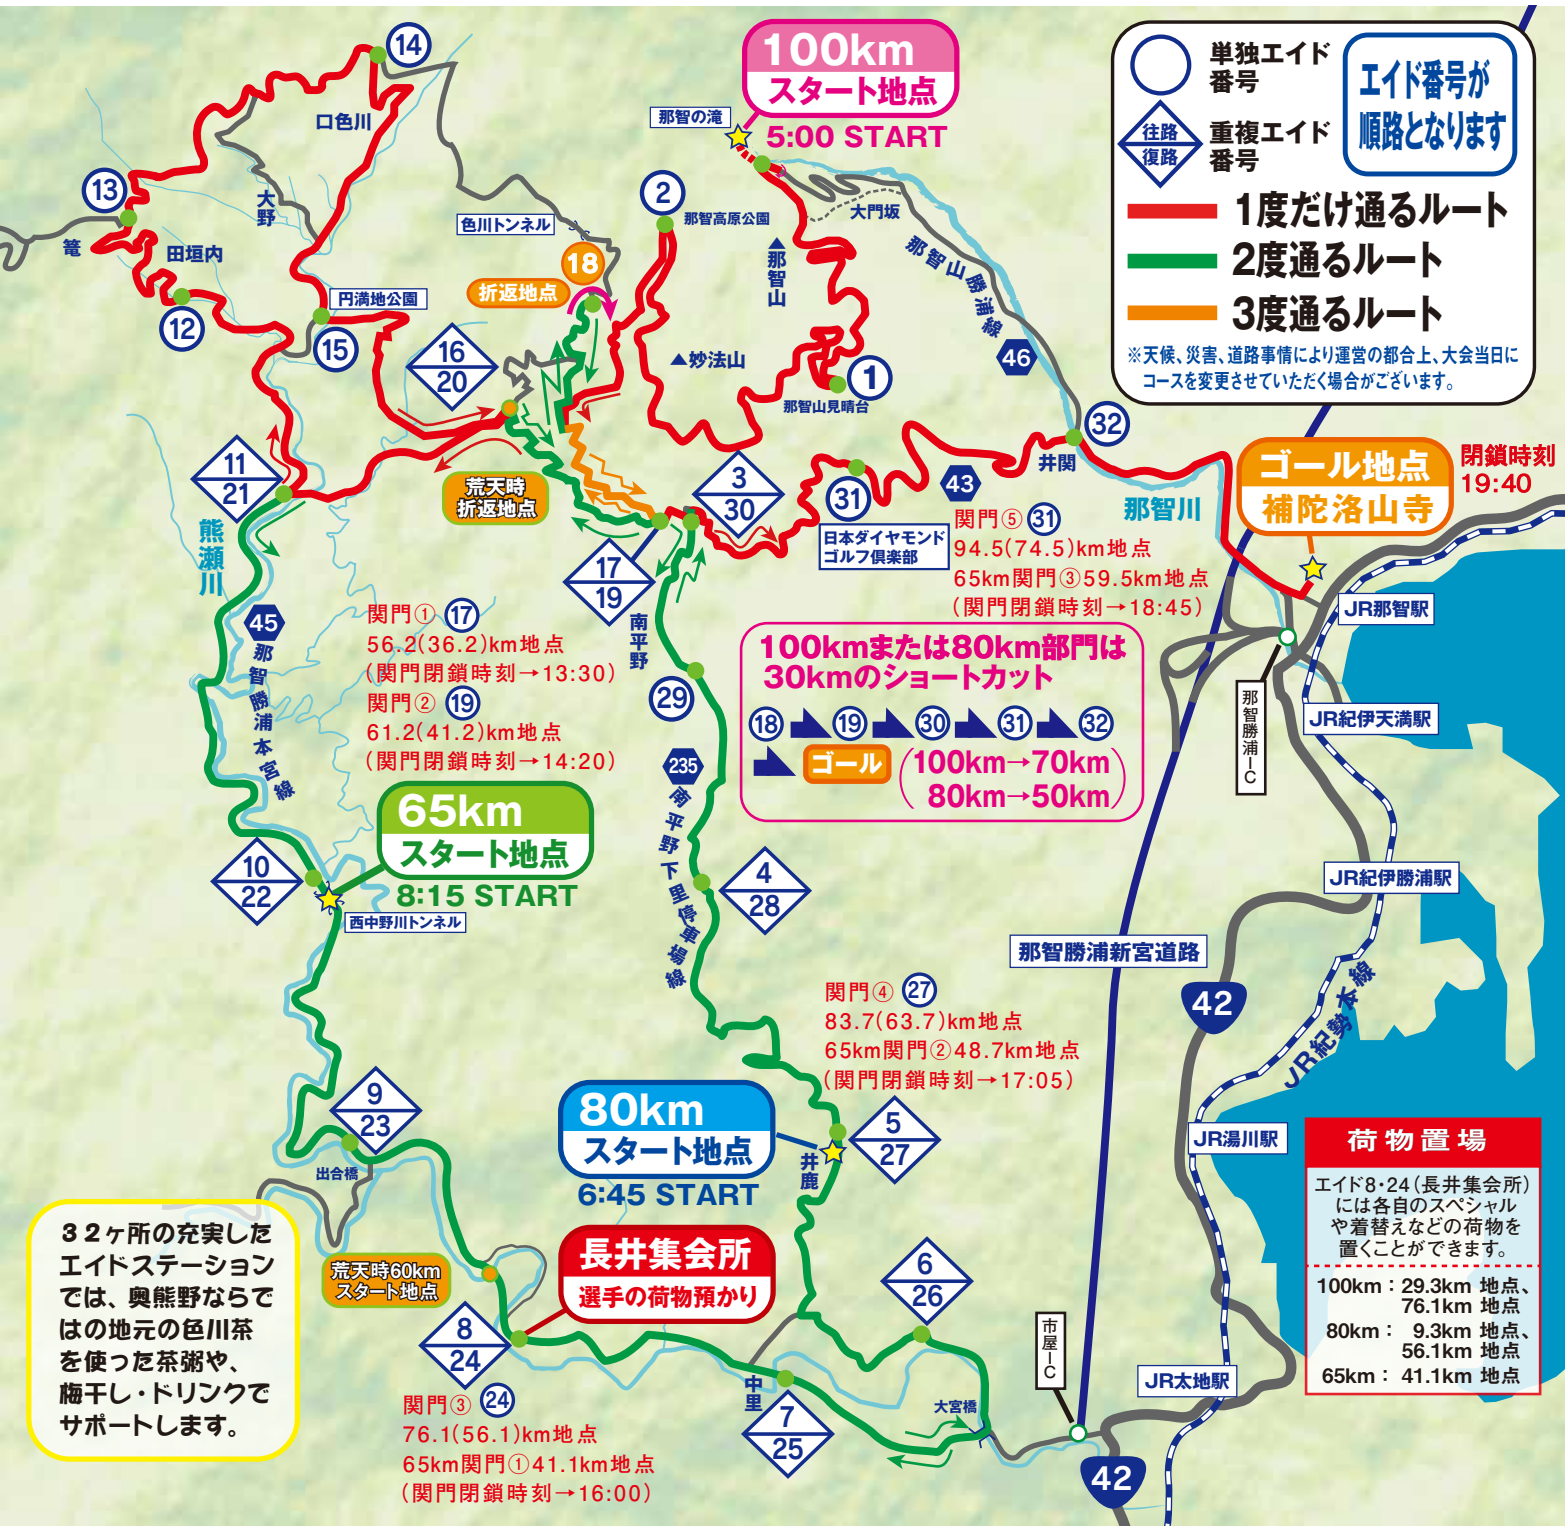 100km
スタート地点
5:00 START
那智の滝
単独エイド
番号
往路
復路
重複エイド
番号
エイド番号が
順路となります
1度だけ通るルート
2度通るルート
3度通るルート
※天候、災害、道路事情により運営の都合上、大会当日に
コースを変更させていただく場合がございます。
14
口色川
13
大野
籠
田垣内
12
円満地公園
15
色川トンネル
18
折返地点
2
那智高原公園
▲那智山
大門坂
那智山勝浦線
46
▲妙法山
1
那智山見晴台
16
20
11
21
荒天時
折返地点
3
30
31
日本ダイヤモンド
ゴルフ倶楽部
43
井関
32
那智川
ゴール地点
補陀洛山寺
閉鎖時刻
19:40
関門⑤ 31
94.5(74.5)km地点
65km関門③59.5km地点
(関門閉鎖時刻→18:45)
熊瀬川
45
那智勝浦本宮線
17
19
南平野
29
関門① 17
56.2(36.2)km地点
(関門閉鎖時刻→13:30)
関門② 19
61.2(41.2)km地点
(関門閉鎖時刻→14:20)
100kmまたは80km部門は
30kmのショートカット
18 19 30 31 32
ゴール
(100km→70km
80km→50km)
JR那智駅
那智勝浦IC
JR紀伊天満駅
JR紀伊勝浦駅
235
南平野下里停車場線
65km
スタート地点
8:15 START
10
22
西中野川トンネル
4
28
那智勝浦新宮道路
42
JR紀勢本線
関門④ 27
83.7(63.7)km地点
65km関門②48.7km地点
(関門閉鎖時刻→17:05)
9
23
出合橋
80km
スタート地点
6:45 START
5
27
井鹿
JR湯川駅
荷物置場
エイド8・24(長井集会所)
には各自のスペシャル
や着替えなどの荷物を
置くことができます。
100km：29.3km 地点、
76.1km 地点
80km： 9.3km 地点、
56.1km 地点
65km： 41.1km 地点
32ヶ所の充実した
エイドステーション
では、奥熊野ならで
はの地元の色川茶
を使った茶粥や、
梅干し・ドリンクで
サポートします。
荒天時60km
スタート地点
長井集会所
選手の荷物預かり
6
26
8
24
中里
7
25
大宮橋
市屋IC
JR太地駅
42
関門③ 24
76.1(56.1)km地点
65km関門①41.1km地点
(関門閉鎖時刻→16:00)